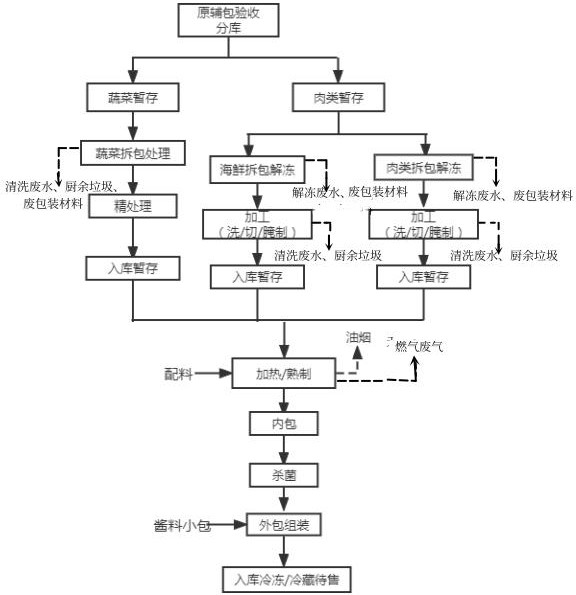 原辅包验收
分库
蔬菜暂存
肉类暂存
蔬菜拆包处理
海鲜拆包解冻
肉类拆包解冻
清洗废水、厨余垃圾、
废包装材料
解冻废水、废包装材料
解冻废水、废包装材料
精处理
加工
（洗/切/腌制）
加工
（洗/切/腌制）
清洗废水、厨余垃圾
清洗废水、厨余垃圾
入库暂存
入库暂存
入库暂存
油烟
燃气废气
配料
加热/熟制
内包
杀菌
酱料小包
外包组装
入库冷冻/冷藏待售